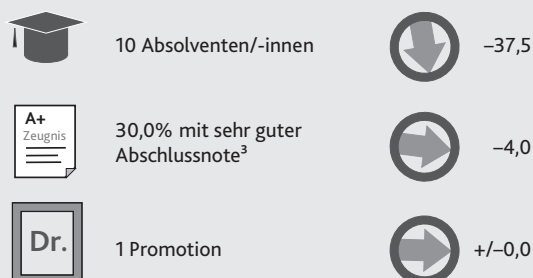 10 Absolventen/-innen
–37,5
A+
Zeugnis
30,0% mit sehr guter
Abschlussnote³
–4,0
Dr.
1 Promotion
+/–0,0